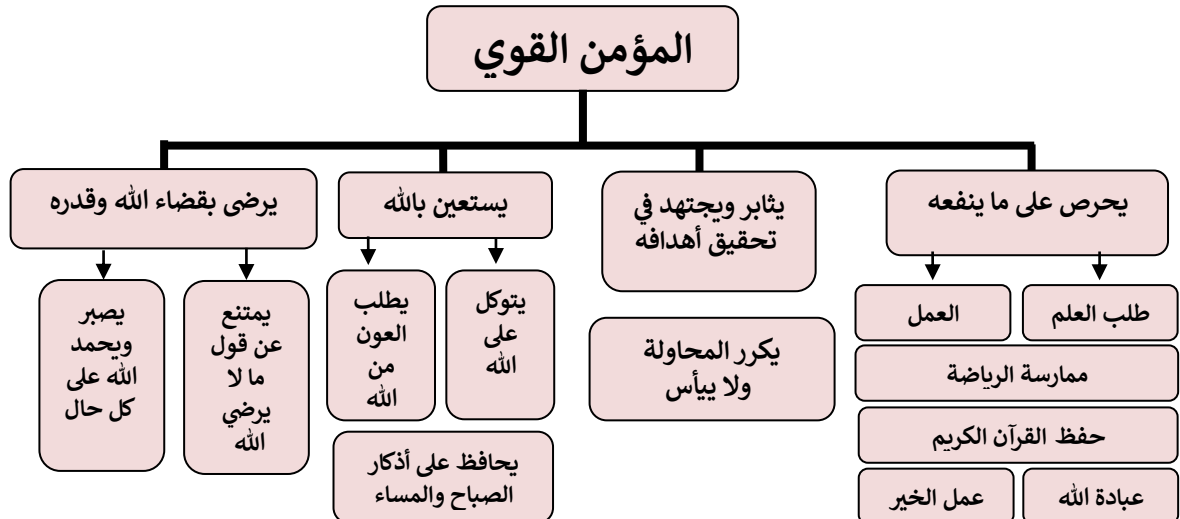 المؤمن القوي
يحرص على ما ينفعه
يثابر ويجتهد في
تحقيق أهدافه
يستعين بالله
يرضى بقضاء الله وقدره
طلب العلم
العمل
ممارسة الرياضة
حفظ القرآن الكريم
عبادة الله
عمل الخير
يكرر المحاولة
ولا ييأس
يتوكل
على
الله
يطلب
العون
من
الله
يحافظ على أذكار
الصباح والمساء
يمتنع
عن قول
ما لا
يرضي
الله
يصبر
ويحمد
الله على
كل حال